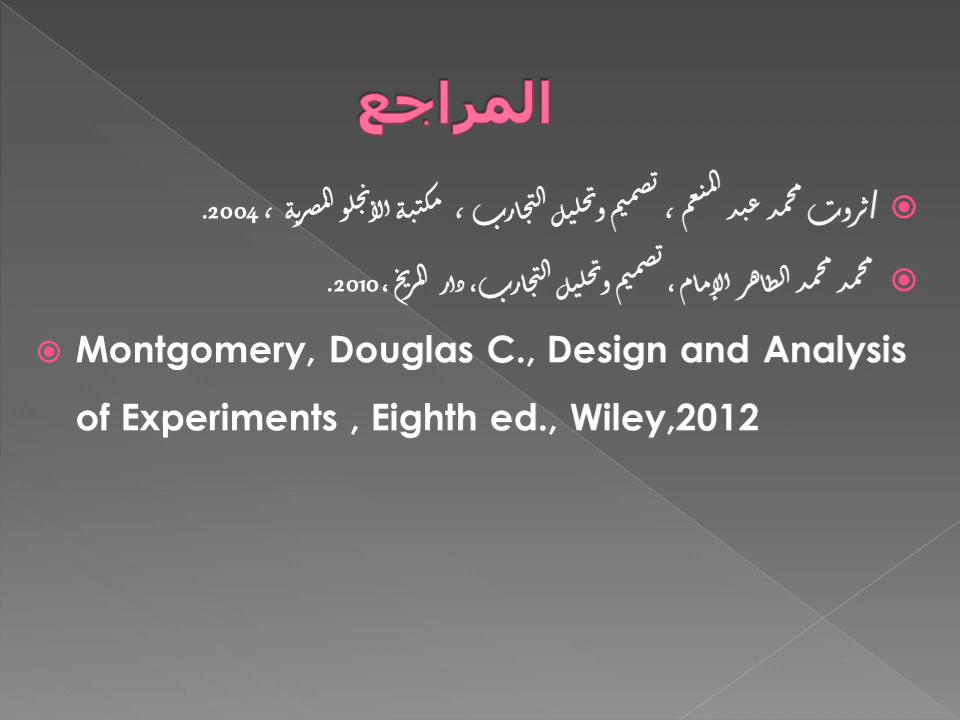 المراجع
اثروت محمد عبد المنعم ، تصميم وتحليل التجارب ، مكتبة الأنجلو المصرية ، 2004.
محمد محمد الطاهر الإمام ، تصميم وتحليل التجارب، دار المريخ ،2010.
Montgomery, Douglas C., Design and Analysis
of Experiments , Eighth ed., Wiley,2012